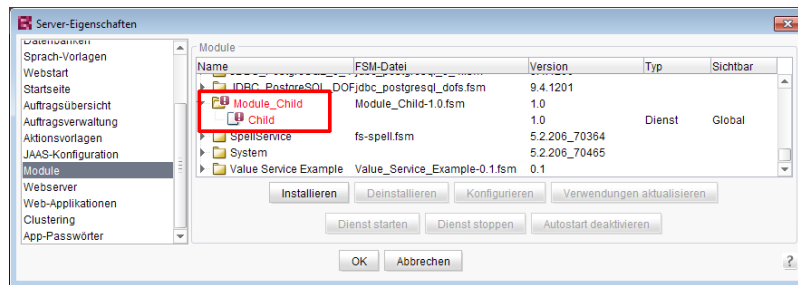 Server-Eigenschaften
Datenbanken
Sprach-Vorlagen
Webstart
Startseite
Auftragsübersicht
Auftragsverwaltung
Aktionsvorlagen
JAAS-Konfiguration
Module
Webserver
Web-Applikationen
Clustering
App-Passwörter
Module
Name FSM-Datei Version Typ Sichtbar
JDBC_PostgreSQL_DOF jdbc_postgresql_dofs.fsm 9.4.1201
Module_Child Module_Child-1.0.fsm 1.0
Child 1.0 Dienst Global
SpellService fs-spell.fsm 5.2.206_70364
System 5.2.206_70465
Value Service Example Value_Service_Example-0.1.fsm 0.1
Installieren Deinstallieren Konfigurieren Verwendungen aktualisieren
Dienst starten Dienst stoppen Autostart deaktivieren
OK Abbrechen ?